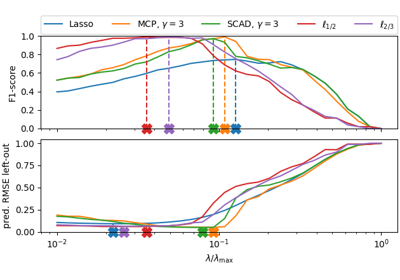 Lasso MCP, γ = 3 SCAD, γ = 3 ℓ1/2 ℓ2/3
1.0
0.8
0.6
0.4
0.2
0.0
F1-score
1.00
0.75
0.50
0.25
0.00
pred. RMSE left-out
10⁻² 10⁻¹ 10⁰
λ/λmax